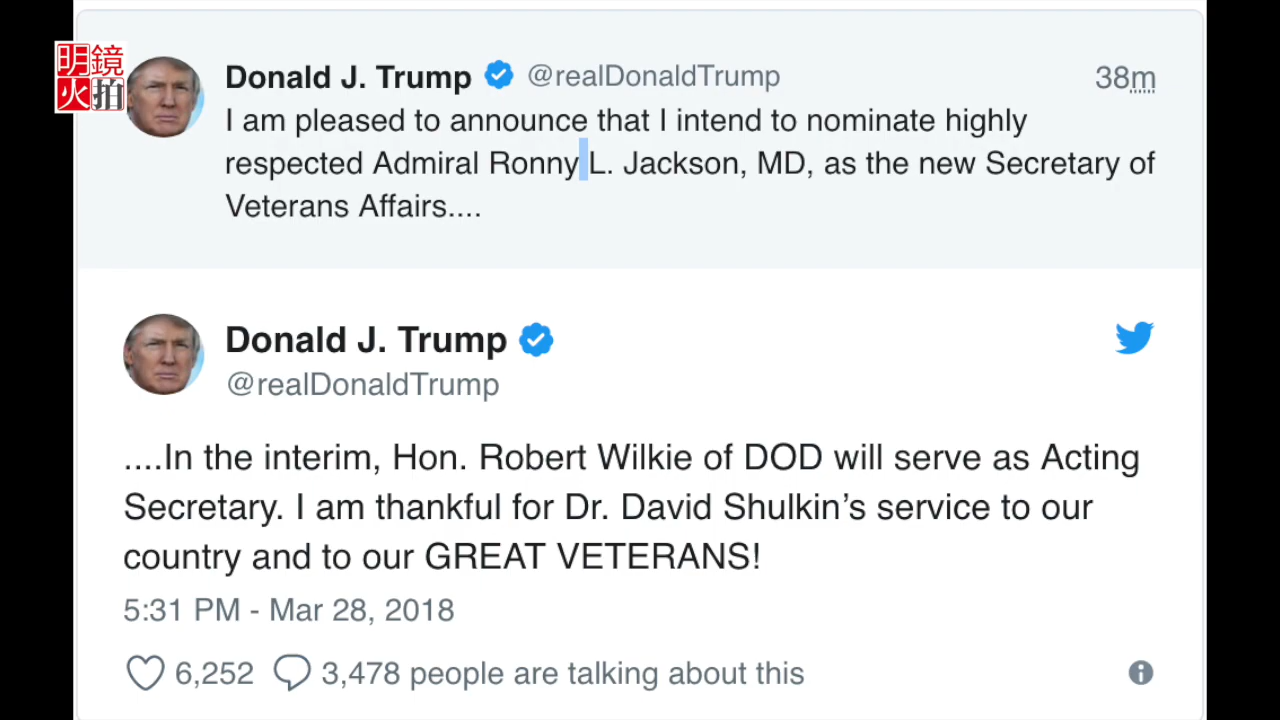 明鏡
火拍
Donald J. Trump @realDonaldTrump 38m
I am pleased to announce that I intend to nominate highly
respected Admiral Ronny L. Jackson, MD, as the new Secretary of
Veterans Affairs....
Donald J. Trump
@realDonaldTrump
....In the interim, Hon. Robert Wilkie of DOD will serve as Acting
Secretary. I am thankful for Dr. David Shulkin’s service to our
country and to our GREAT VETERANS!
5:31 PM - Mar 28, 2018
6,252 3,478 people are talking about this